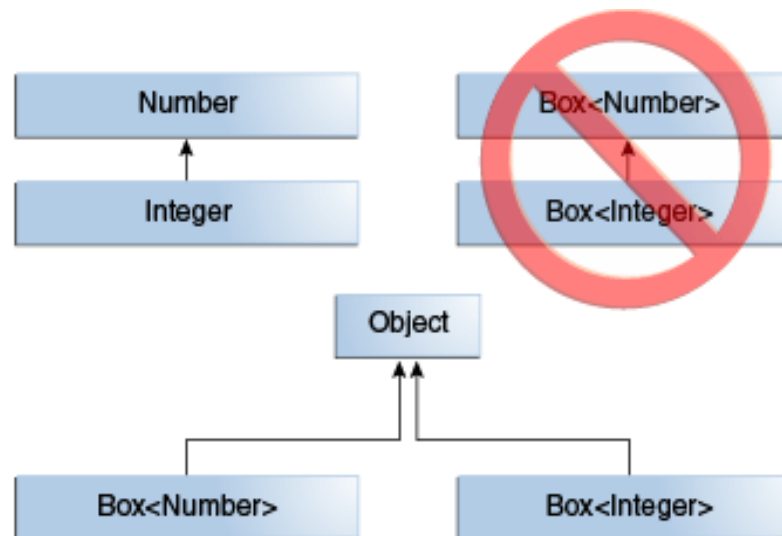 Number
Box<Number>
Integer
Box<Integer>
Object
Box<Number>
Box<Integer>